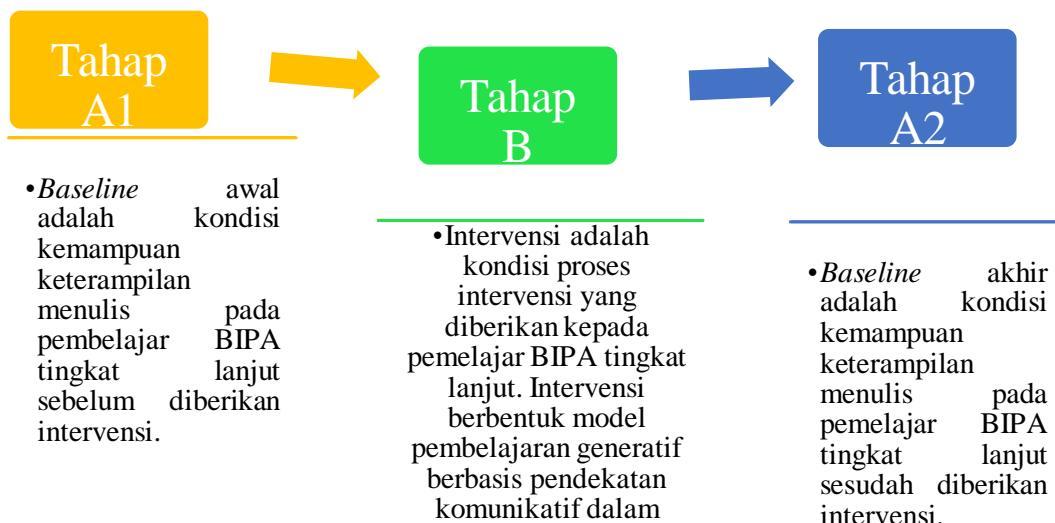 Tahap
A1
•Baseline awal
adalah kondisi
kemampuan
keterampilan
menulis pada
pembelajar BIPA
tingkat lanjut
sebelum diberikan
intervensi.
Tahap
B
•Intervensi adalah
kondisi proses
intervensi yang
diberikan kepada
pemelajar BIPA tingkat
lanjut. Intervensi
berbentuk model
pembelajaran generatif
berbasis pendekatan
komunikatif dalam
Tahap
A2
•Baseline akhir
adalah kondisi
kemampuan
keterampilan
menulis pada
pemelajar BIPA
tingkat lanjut
sesudah diberikan
intervensi.